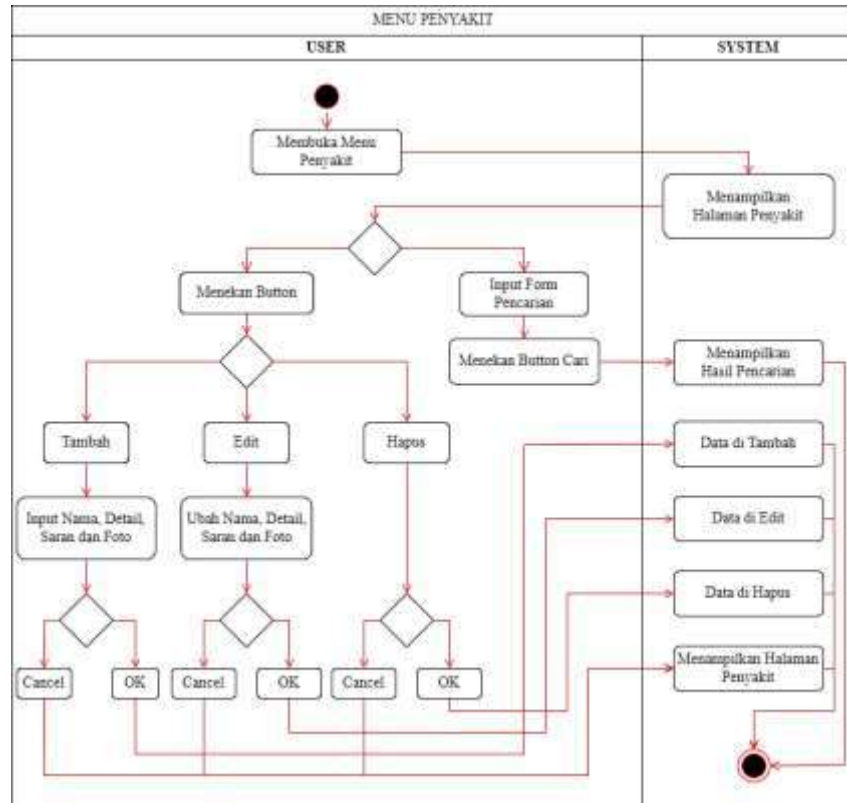 MENU PENYAKIT
USER
SYSTEM
Membuka Menu
Penyakit
Menampilkan
Halaman Penyakit
Menekan Button
Input Form
Pencarian
Menekan Button Cari
Menampilkan
Hasil Pencarian
Tambah
Edit
Hapus
Data di Tambah
Input Nama, Detail,
Saran dan Foto
Ubah Nama, Detail,
Saran dan Foto
Data di Edit
Data di Hapus
Cancel
OK
Cancel
OK
Cancel
OK
Menampilkan Halaman
Penyakit